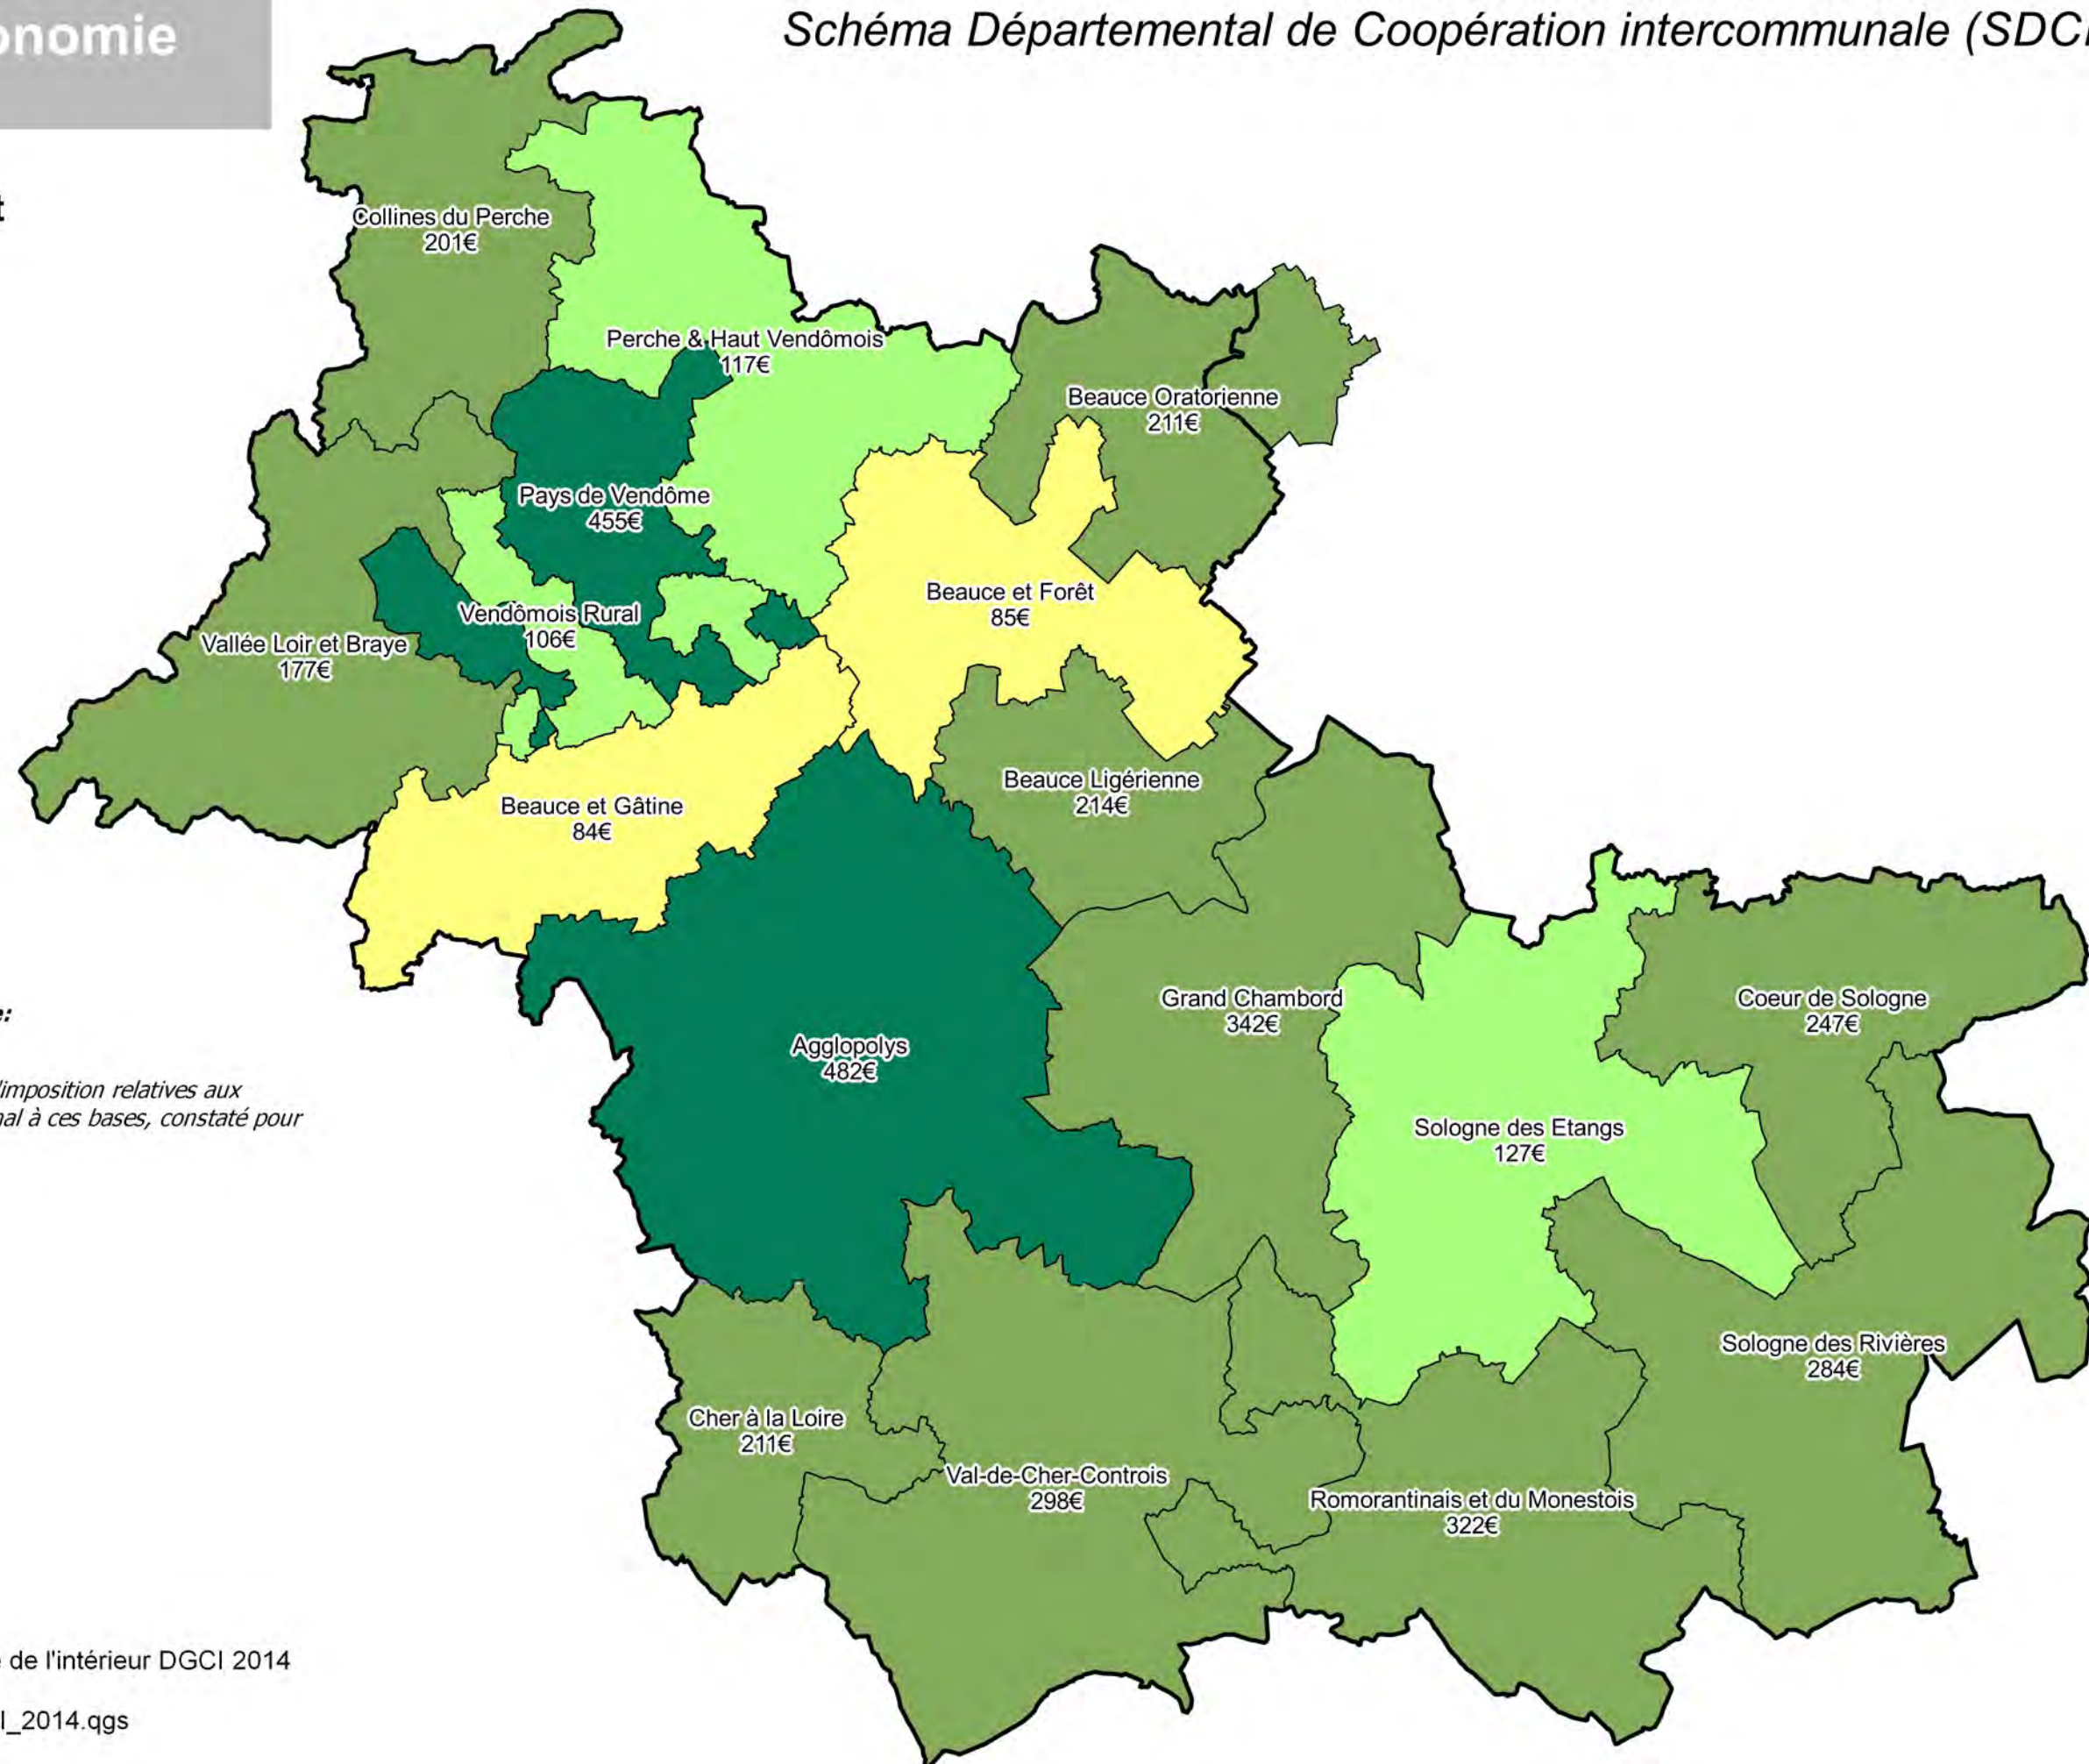 onomie
Schéma Départemental de Coopération intercommunale (SDC
t
Collines du Perche
201€
Perche & Haut Vendômois
117€
Beauce Oratorienne
211€
Pays de Vendôme
455€
Beauce et Forêt
85€
Vendômois Rural
106€
Vallée Loir et Braye
177€
Beauce Ligérienne
214€
Beauce et Gâtine
84€
Grand Chambord
342€
Coeur de Sologne
247€
e:
Agglopolys
482€
'imposition relatives aux
nal à ces bases, constaté pour
Sologne des Etangs
127€
Sologne des Rivières
284€
Cher à la Loire
211€
Val-de-Cher-Controis
298€
Romorantinais et du Monestois
322€
e de l'intérieur DGCI 2014
I_2014.qgs